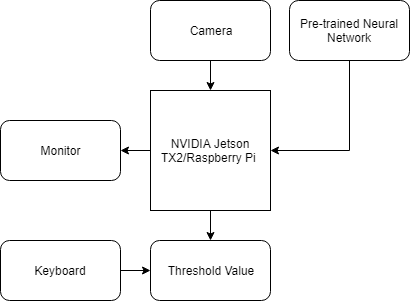 Camera
Pre-trained Neural
Network
NVIDIA Jetson
TX2/Raspberry Pi
Monitor
Keyboard
Threshold Value